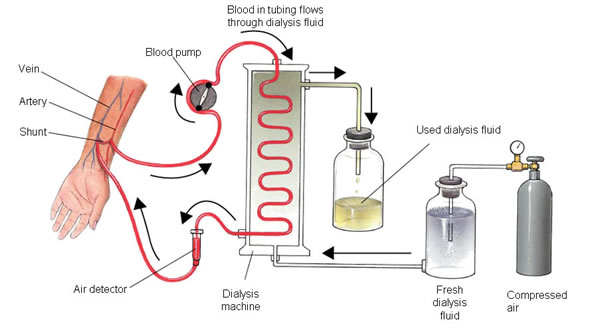 Blood in tubing flows
through dialysis fluid
Blood pump
Vein
Artery
Shunt
Used dialysis fluid
Air detector
Dialysis
machine
Fresh
dialysis
fluid
Compressed
air